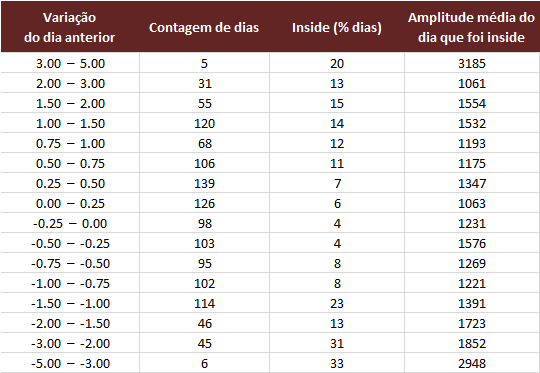 Variação do dia anterior | Contagem de dias | Inside (% dias) | Amplitude média do dia que foi inside
3.00 – 5.00 | 5 | 20 | 3185
2.00 – 3.00 | 31 | 13 | 1061
1.50 – 2.00 | 55 | 15 | 1554
1.00 – 1.50 | 120 | 14 | 1532
0.75 – 1.00 | 68 | 12 | 1193
0.50 – 0.75 | 106 | 11 | 1175
0.25 – 0.50 | 139 | 7 | 1347
0.00 – 0.25 | 126 | 6 | 1063
-0.25 – 0.00 | 98 | 4 | 1231
-0.50 – -0.25 | 103 | 4 | 1576
-0.75 – -0.50 | 95 | 8 | 1269
-1.00 – -0.75 | 102 | 8 | 1221
-1.50 – -1.00 | 114 | 23 | 1391
-2.00 – -1.50 | 46 | 13 | 1723
-3.00 – -2.00 | 45 | 31 | 1852
-5.00 – -3.00 | 6 | 33 | 2948